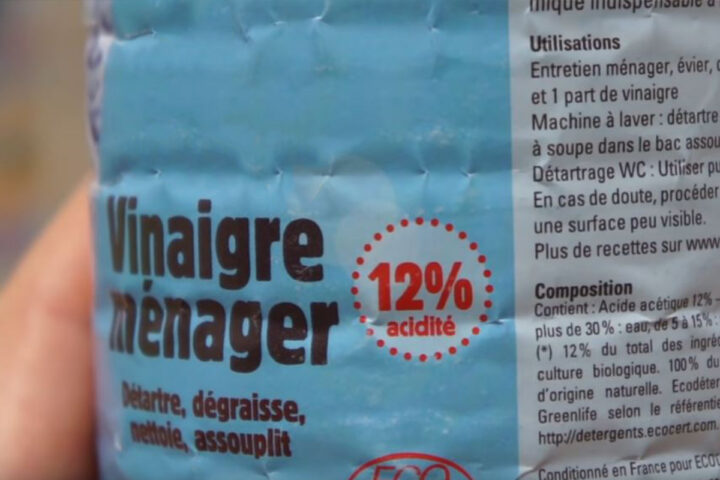 Vinaigre
ménager
12%
acidité
Détartre, dégraisse,
nettoie, assouplit
ECO
mique indispensable à
Utilisations
Entretien ménager, évier,
et 1 part de vinaigre
Machine à laver : détartre
à soupe dans le bac assou
Détartrage WC : Utiliser pu
En cas de doute, procéder
une surface peu visible.
Plus de recettes sur www
Composition
Contient : Acide acétique 12% -
plus de 30% : eau, de 5 à 15% :
(*) 12% du total des ingré
culture biologique. 100% du
d'origine naturelle. Ecodéter
Greenlife selon le référentie
http://detergents.ecocert.com.
Conditionné en France pour ECOC